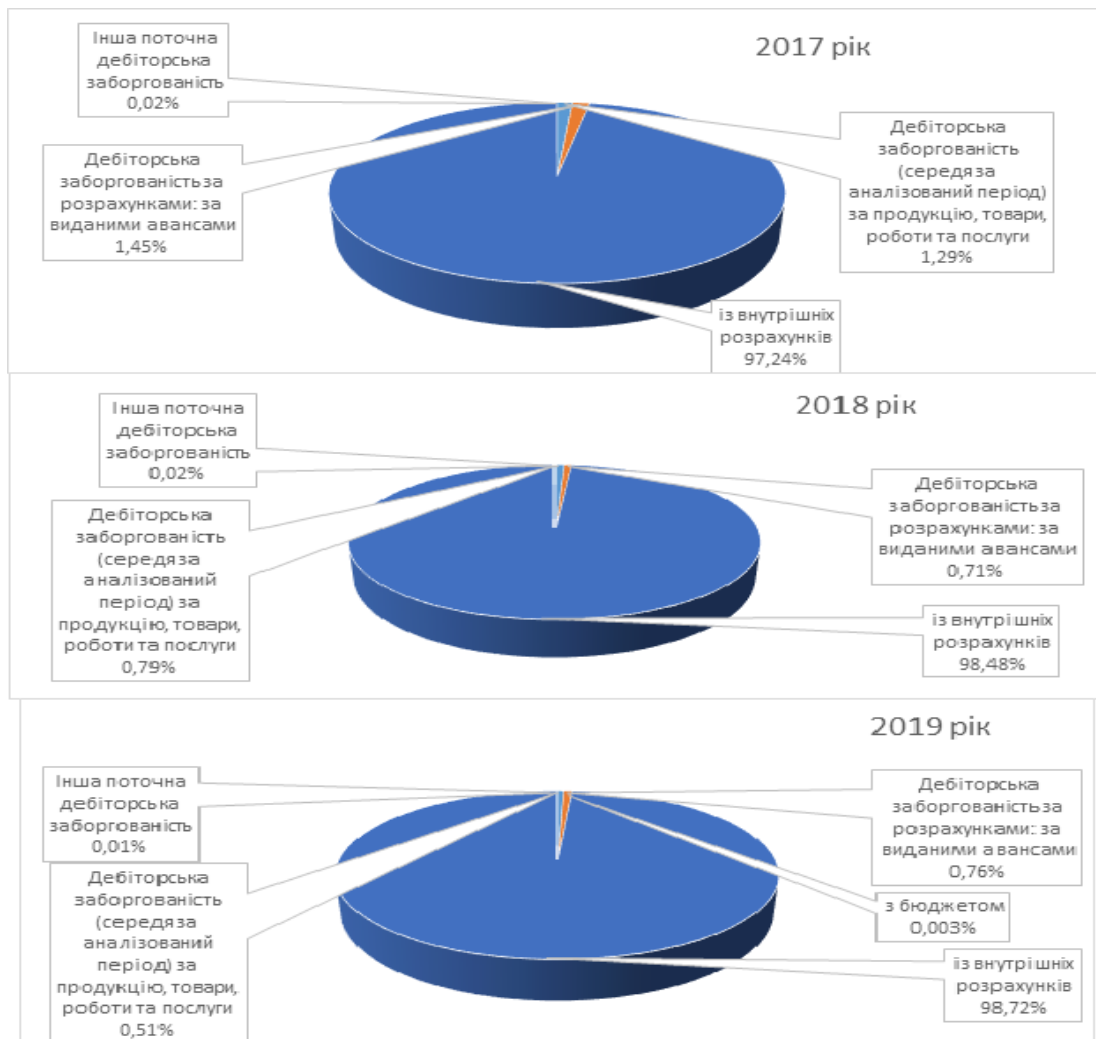 2017 рік
Інша поточна
дебіторська
заборгованість
0,02%
Дебіторська
заборгованість за
розрахунками: за
виданими авансами
1,45%
Дебіторська
заборгованість
(середя за
аналізований період)
за продукцію, товари,
роботи та послуги
1,29%
із внутрішніх
розрахунків
97,24%
2018 рік
Інша поточна
дебіторська
заборгованість
0,02%
Дебіторська
заборгованість
(середя за
аналізований
період) за
продукцію, товари,
роботи та послуги
0,79%
Дебіторська
заборгованість за
розрахунками: за
виданими авансами
0,71%
із внутрішніх
розрахунків
98,48%
2019 рік
Інша поточна
дебіторська
заборгованість
0,01%
Дебіторська
заборгованість
(середя за
аналізований
період) за
продукцію, товари,
роботи та послуги
0,51%
Дебіторська
заборгованість за
розрахунками: за
виданими авансами
0,76%
з бюджетом
0,003%
із внутрішніх
розрахунків
98,72%